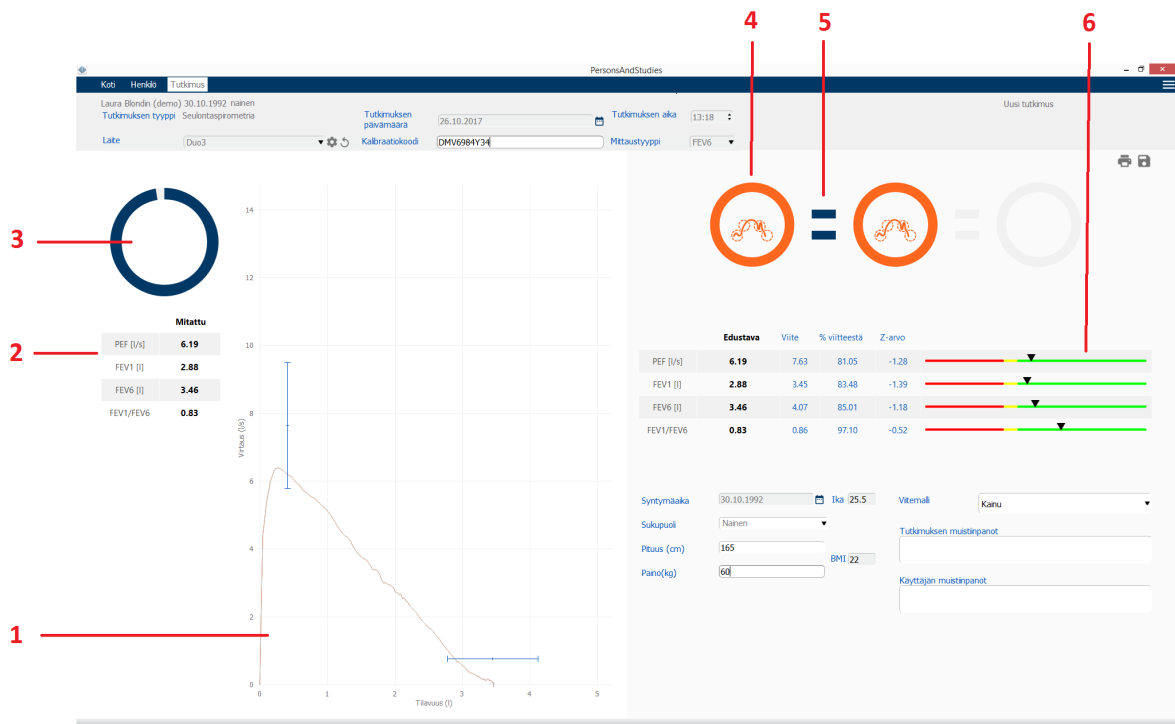 4 5 6
PersonsAndStudies
Koti Henkilö Tutkimus
Laura Blondin (demo) 30.10.1992 nainen
Uusi tutkimus
Tutkimuksen tyyppi Seulontaspirometria
Tutkimuksen päivämäärä 26.10.2017
Tutkimuksen aika 13:18
Laite Duo3
Kalibraatiokoodi DMV6984Y34
Mittaustyyppi FEV6
3
Mitattu
2
PEF [l/s] 6.19
FEV1 [l] 2.88
FEV6 [l] 3.46
FEV1/FEV6 0.83
1
Virtaus (l/s)
14
12
10
8
6
4
2
0
0 1 2 3 4 5
Tilavuus (l)
Edustava Viite % viitteestä Z-arvo
PEF [l/s] 6.19 7.63 81.05 -1.28
FEV1 [l] 2.88 3.45 83.48 -1.39
FEV6 [l] 3.46 4.07 85.01 -1.18
FEV1/FEV6 0.83 0.86 97.10 -0.52
Syntymäaika 30.10.1992 Ikä 25.5
Sukupuoli Nainen
Pituus (cm) 165
BMI 22
Paino(kg) 60
Viitemalli Kainu
Tutkimuksen muistiinpanot
Käyttäjän muistiinpanot